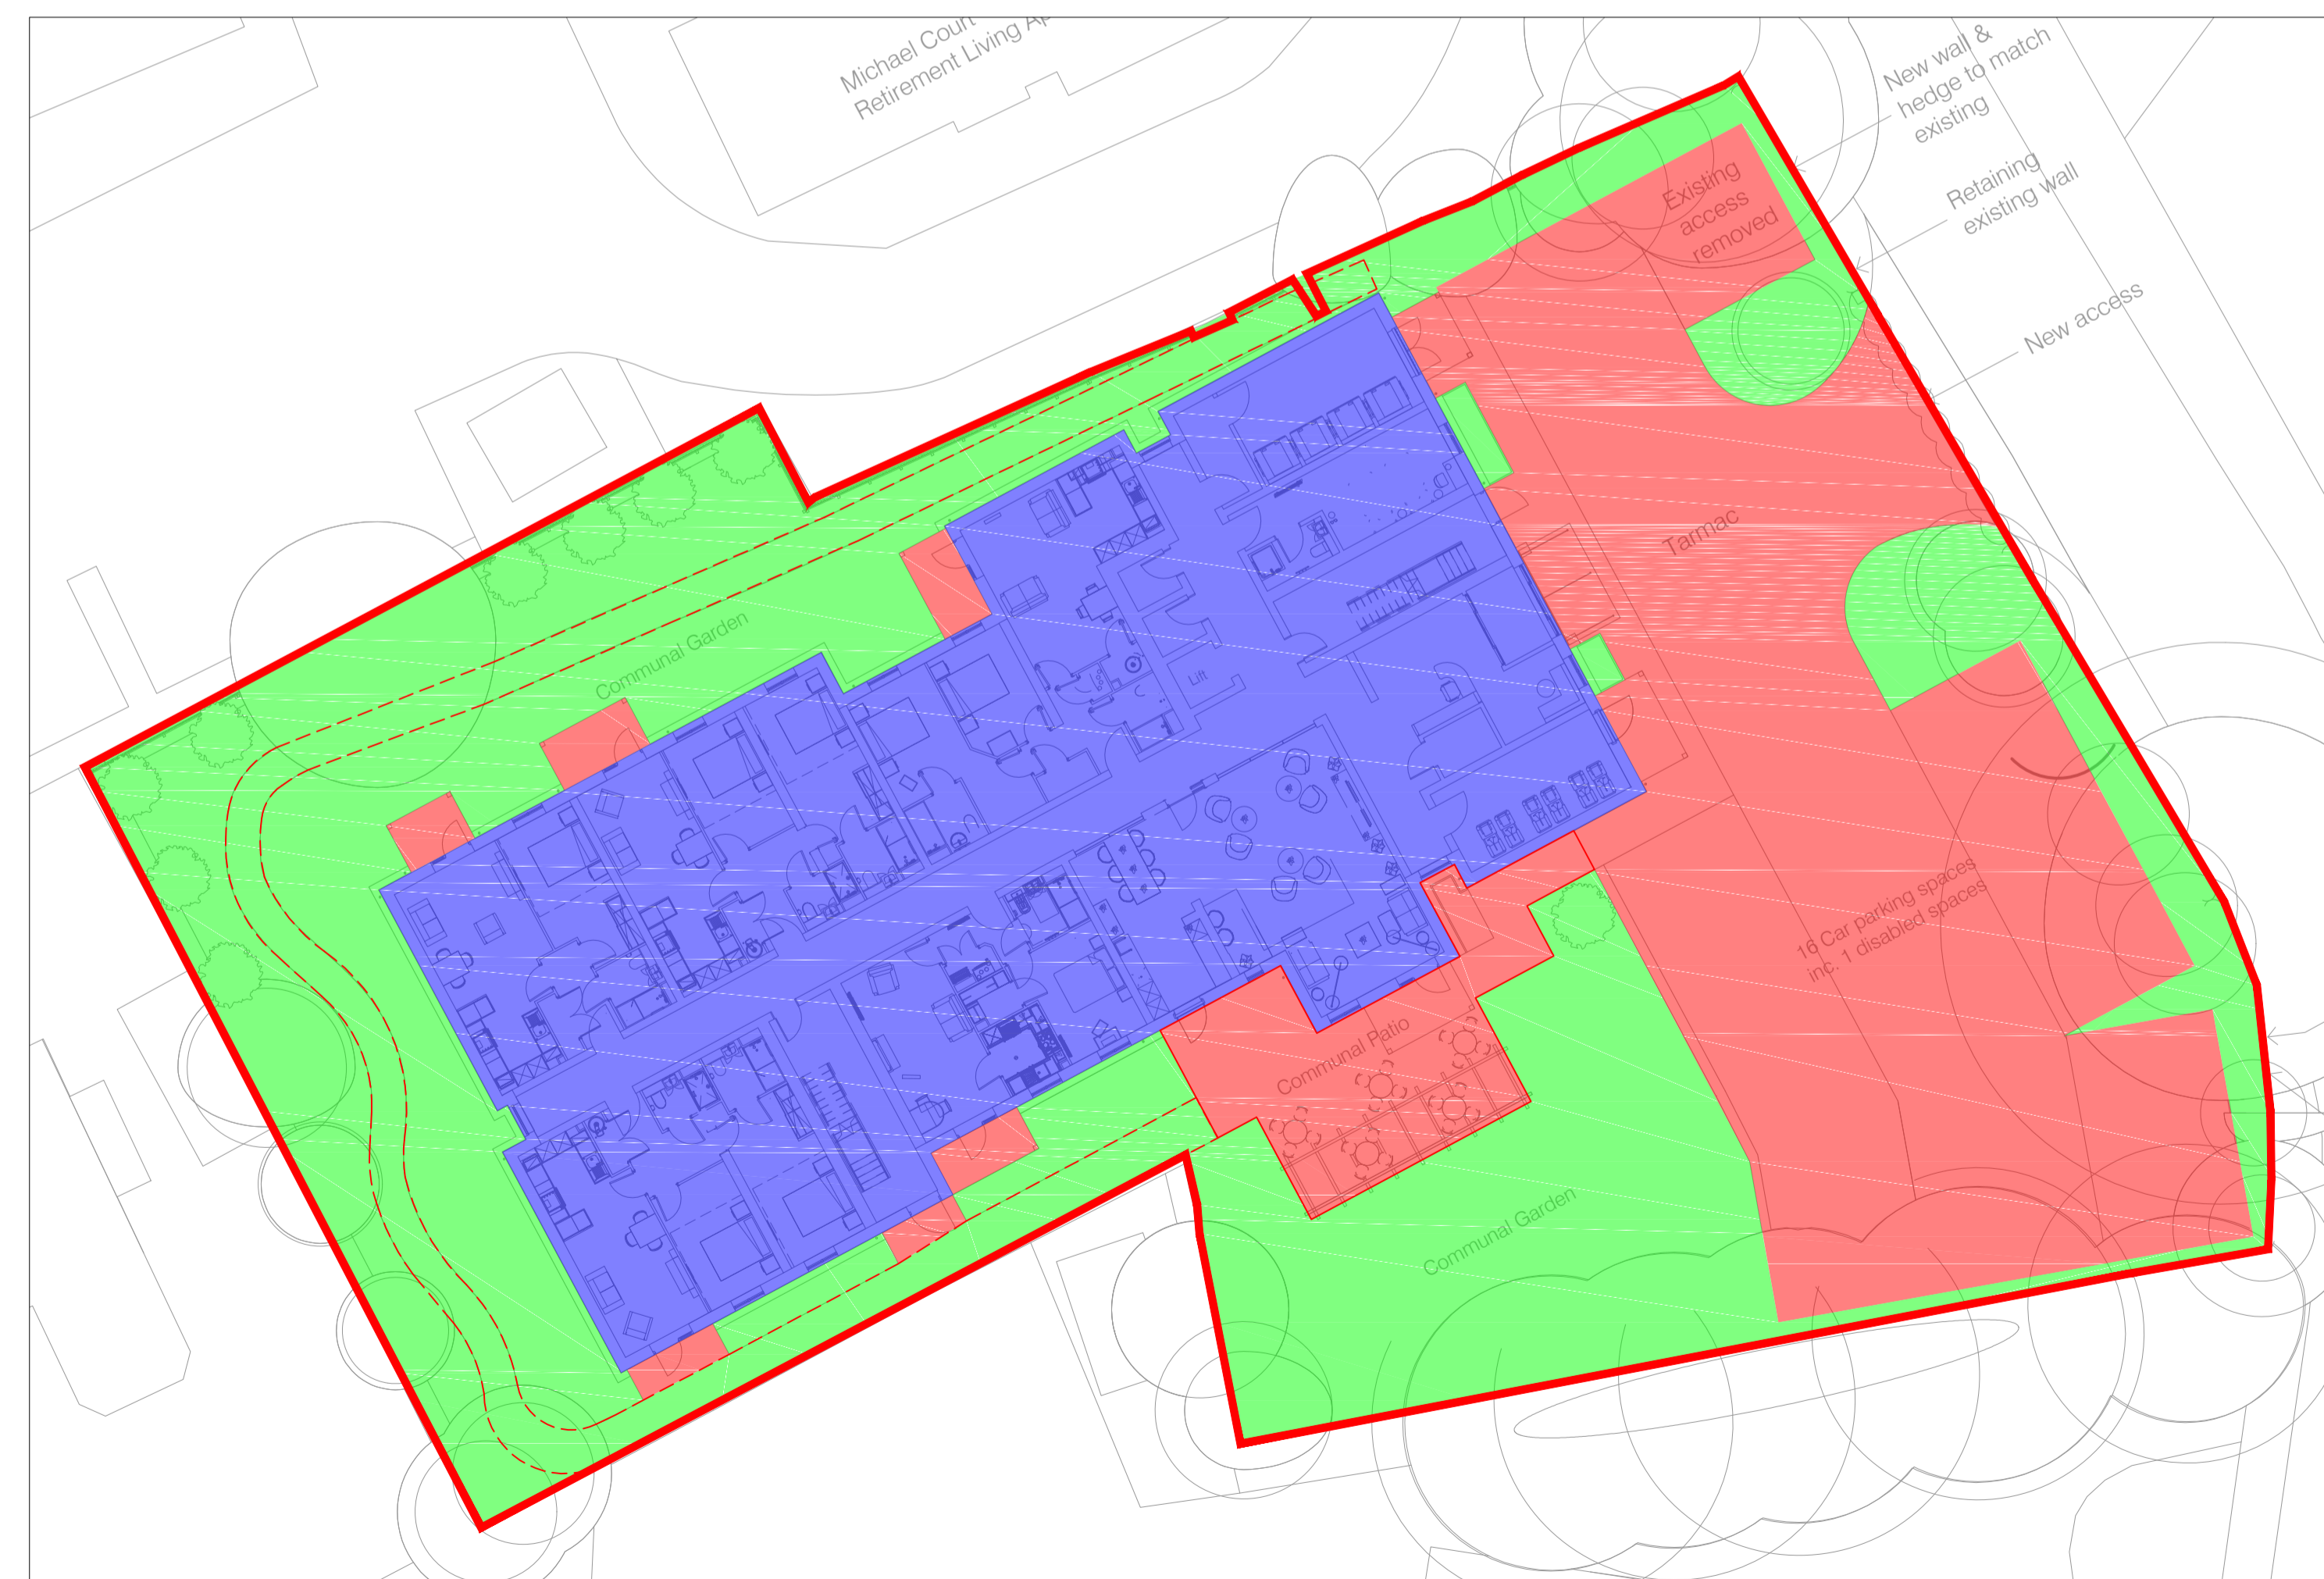 Michael Court
Retirement Living
New wall &
hedge to match
existing
Existing
access
removed
Retaining
existing wall
New access
Tarmac
Communal Garden
Lift
16 Car parking spaces
inc. 1 disabled spaces
Communal Patio
Communal Garden